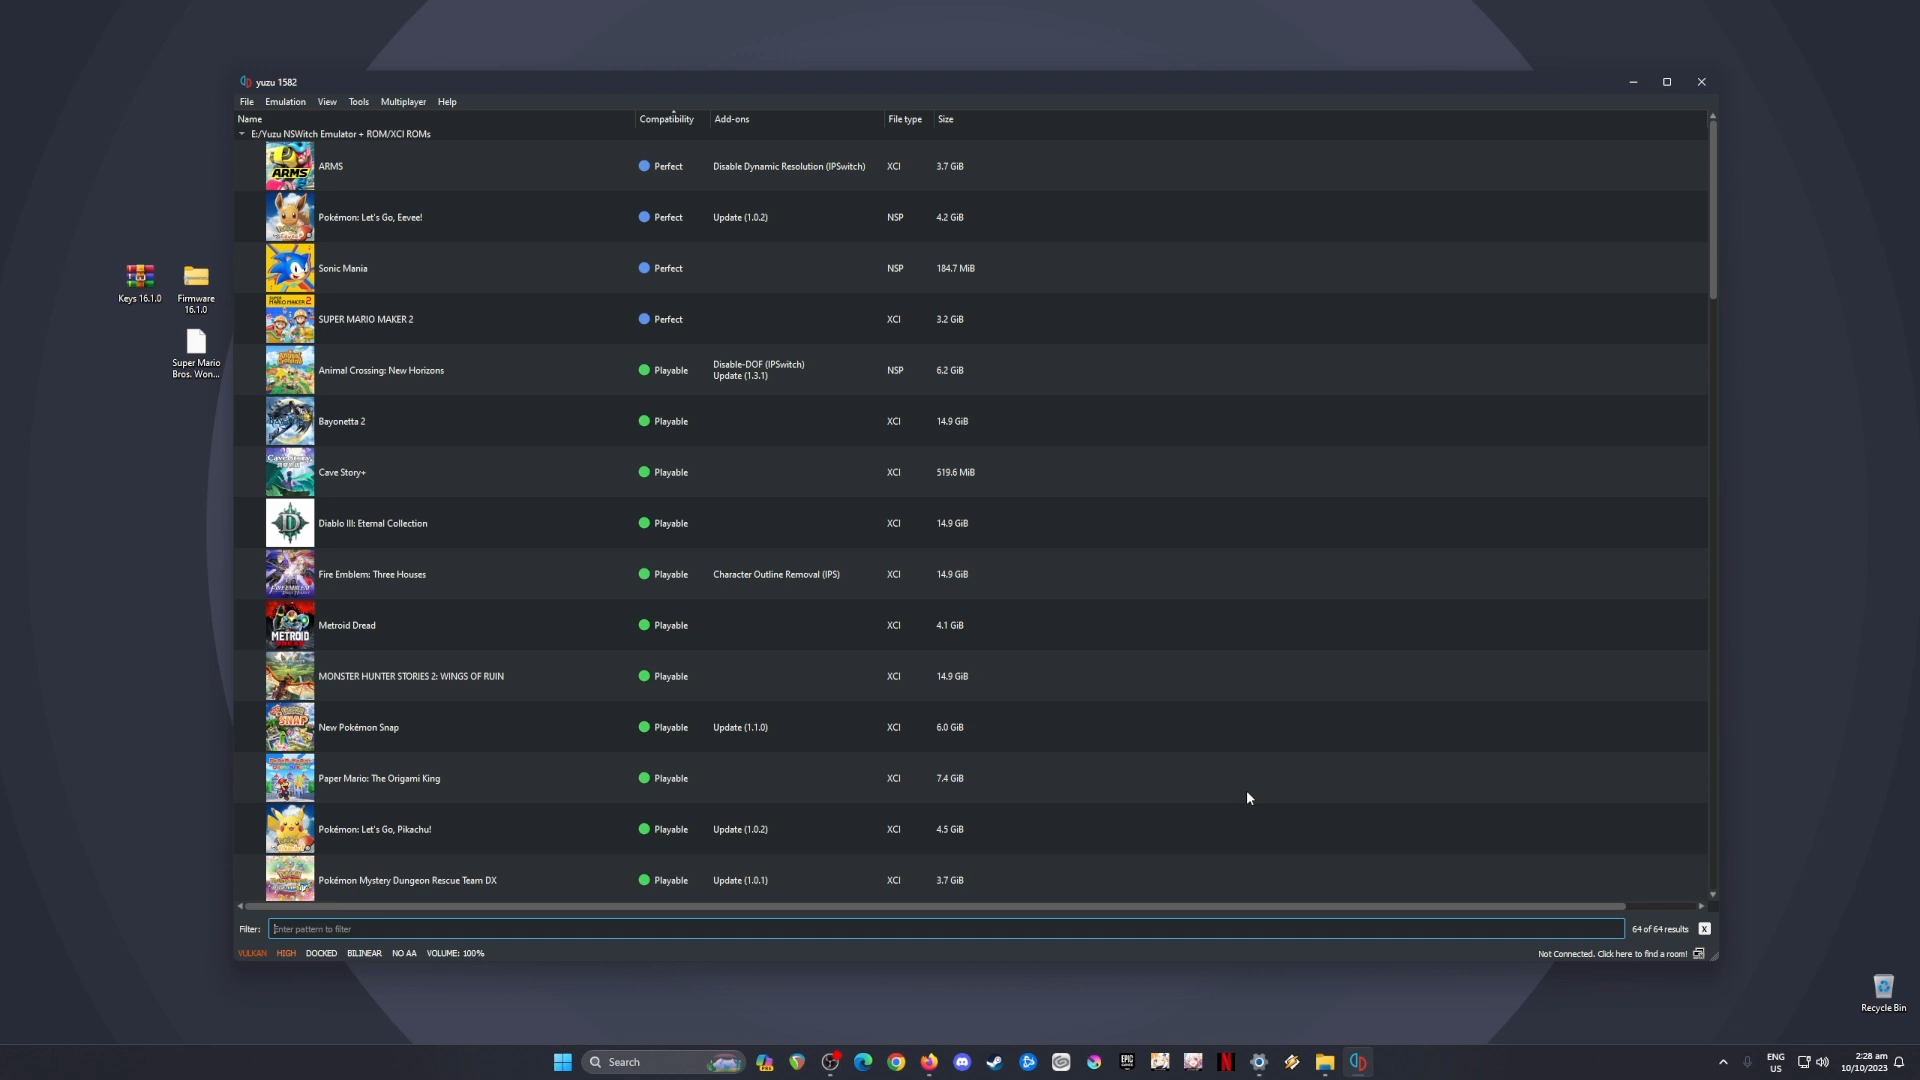 yuzu 1582
File Emulation View Tools Multiplayer Help
Name Compatibility Add-ons File type Size
E:/Yuzu NSWitch Emulator + ROM/XCI ROMs
ARMS
ARMS Perfect Disable Dynamic Resolution (IPSwitch) XCI 3.7 GiB
Pokémon: Let's Go, Eevee! Perfect Update (1.0.2) NSP 4.2 GiB
Sonic Mania Perfect NSP 184.7 MiB
SUPER MARIO MAKER 2 Perfect XCI 3.2 GiB
Animal Crossing: New Horizons Playable Disable-DOF (IPSwitch)
Update (1.3.1) NSP 6.2 GiB
Bayonetta 2 Playable XCI 14.9 GiB
Cave Story+ Playable XCI 519.6 MiB
Diablo III: Eternal Collection Playable XCI 14.9 GiB
Fire Emblem: Three Houses Playable Character Outline Removal (IPS) XCI 14.9 GiB
METROID
Metroid Dread Playable XCI 4.1 GiB
MONSTER HUNTER STORIES 2: WINGS OF RUIN Playable XCI 14.9 GiB
SNAP
New Pokémon Snap Playable Update (1.1.0) XCI 6.0 GiB
Paper Mario: The Origami King Playable XCI 7.4 GiB
Pokémon: Let's Go, Pikachu! Playable Update (1.0.2) XCI 4.5 GiB
Pokémon Mystery Dungeon Rescue Team DX Playable Update (1.0.1) XCI 3.7 GiB
Filter: Enter pattern to filter 64 of 64 results X
VULKAN HIGH DOCKED BILINEAR NO AA VOLUME: 100% Not Connected. Click here to find a room!
Keys 16.1.0
Firmware
16.1.0
Super Mario
Bros. Won...
Recycle Bin
Search
EPIC
ENG
US
2:28 am
10/10/2023